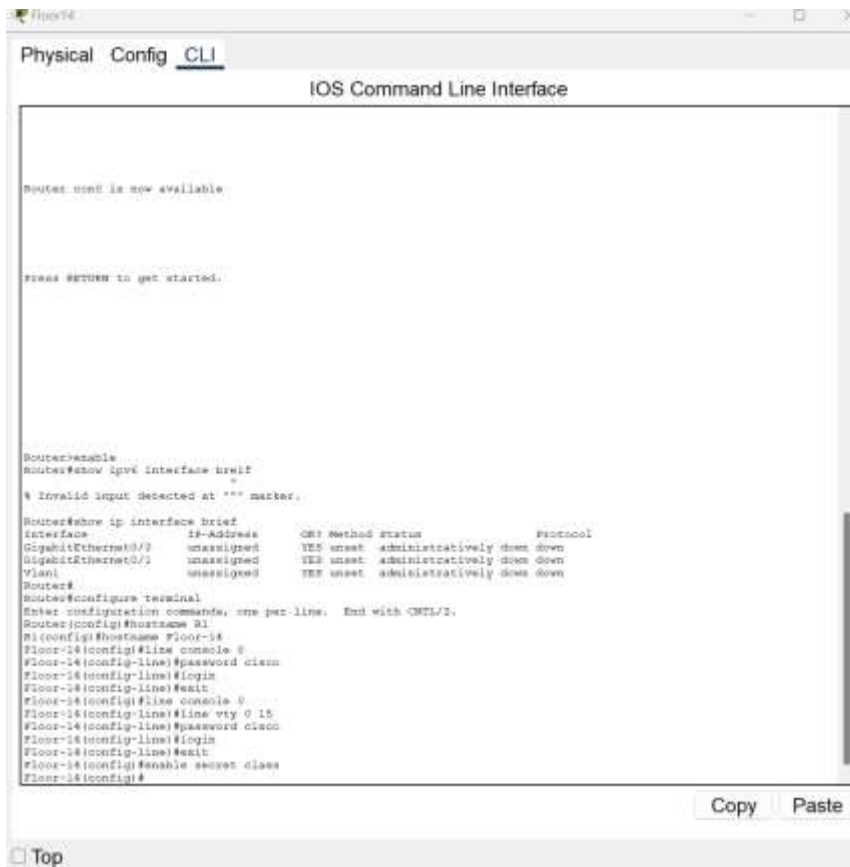 Floor14
Physical Config CLI
IOS Command Line Interface
Router con0 is now available
Press RETURN to get started.
Router>enable
Router#show ipv6 interface breif
^
% Invalid input detected at '^' marker.
Router#show ip interface brief
Interface IP-Address OK? Method Status Protocol
GigabitEthernet0/0 unassigned YES unset administratively down down
GigabitEthernet0/1 unassigned YES unset administratively down down
Vlan1 unassigned YES unset administratively down down
Router#
Router#configure terminal
Enter configuration commands, one per line. End with CNTL/Z.
Router(config)#hostname R1
R1(config)#hostname Floor-14
Floor-14(config)#line console 0
Floor-14(config-line)#password cisco
Floor-14(config-line)#login
Floor-14(config-line)#exit
Floor-14(config)#line console 0
Floor-14(config-line)#line vty 0 15
Floor-14(config-line)#password cisco
Floor-14(config-line)#login
Floor-14(config-line)#exit
Floor-14(config)#enable secret class
Floor-14(config)#
Copy Paste
Top